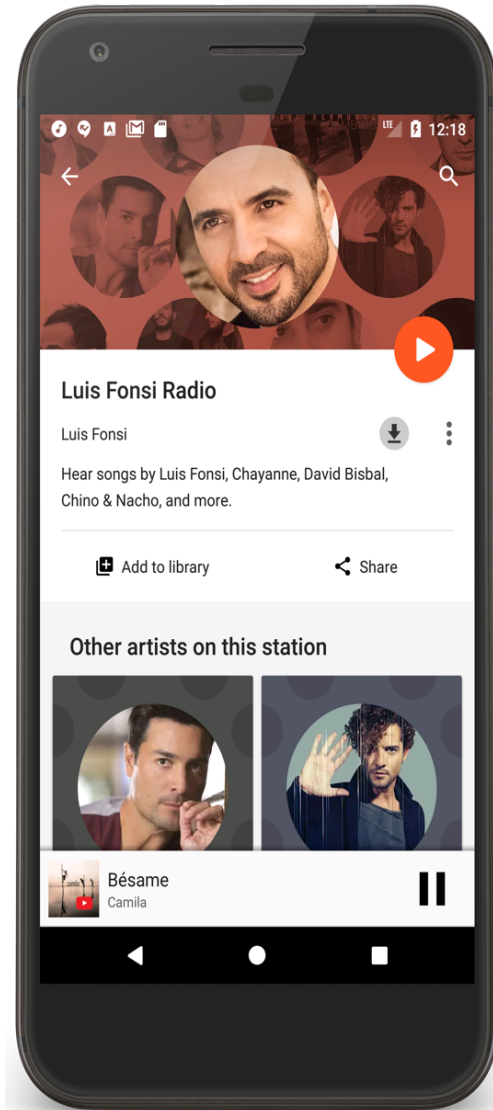 LTE 12:18
Luis Fonsi Radio
Luis Fonsi
Hear songs by Luis Fonsi, Chayanne, David Bisbal,
Chino & Nacho, and more.
Add to library
Share
Other artists on this station
Bésame
Camila